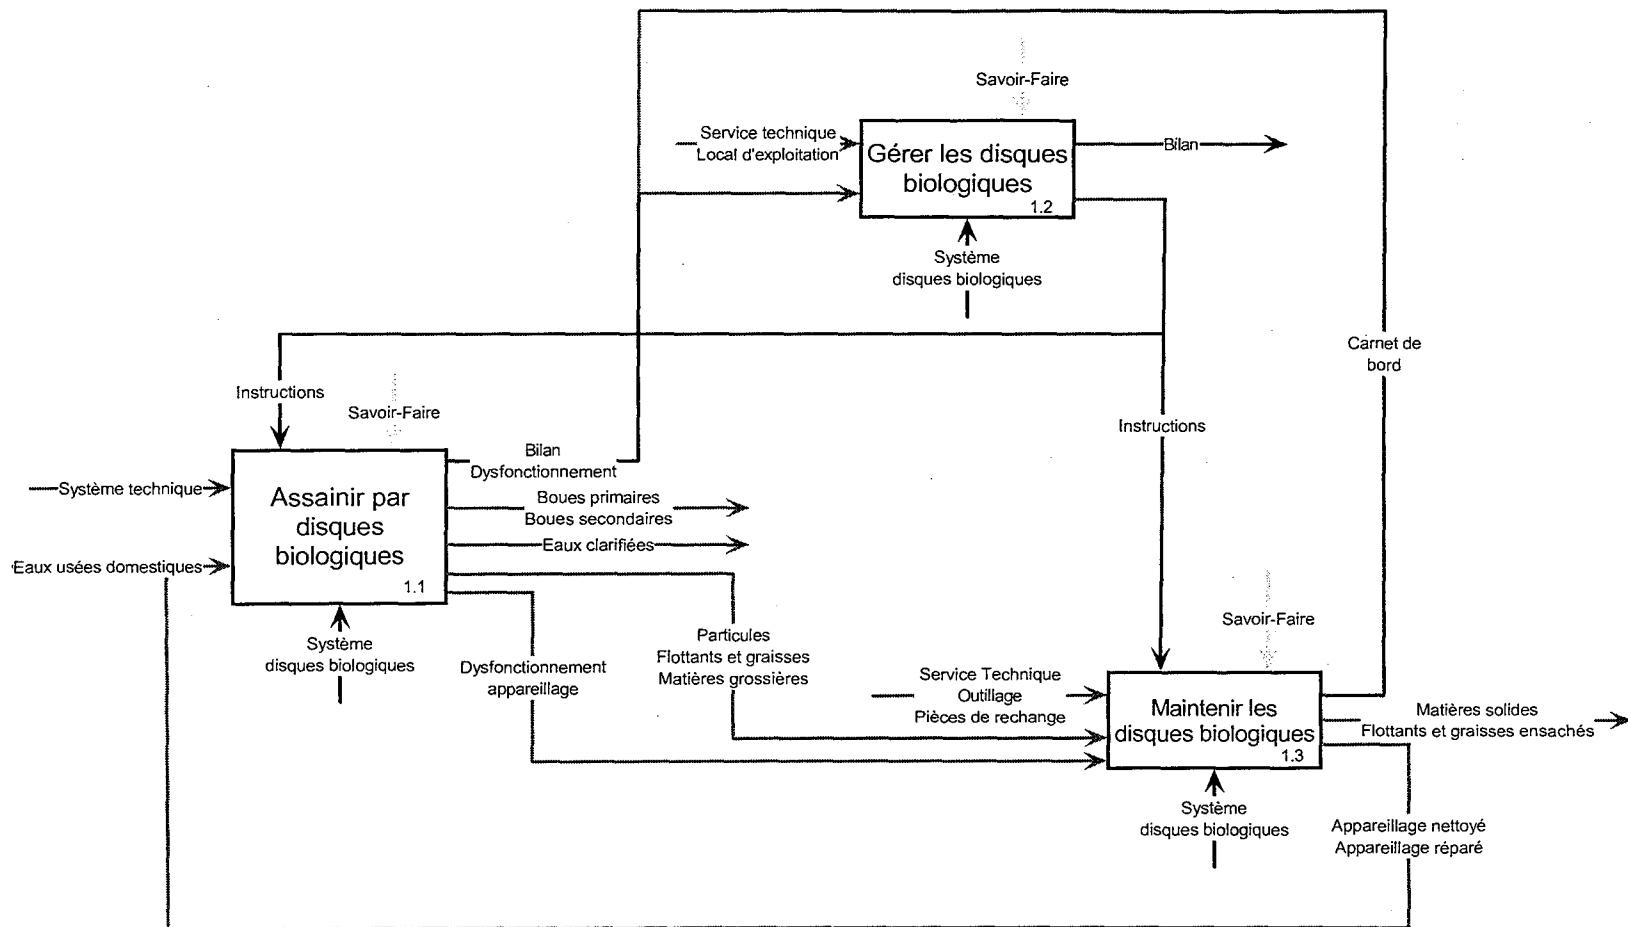 Savoir-Faire
Service technique
Local d'exploitation
Gérer les disques
biologiques
1.2
Bilan
Système
disques biologiques
Carnet de
bord
Instructions
Savoir-Faire
Instructions
Bilan
Dysfonctionnement
Système technique
Assainir par
disques
biologiques
1.1
Boues primaires
Boues secondaires
Eaux clarifiées
Eaux usées domestiques
Système
disques biologiques
Dysfonctionnement
appareillage
Particules
Flottants et graisses
Matières grossières
Savoir-Faire
Service Technique
Outillage
Pièces de rechange
Maintenir les
disques biologiques
1.3
Matières solides
Flottants et graisses ensachés
Système
disques biologiques
Appareillage nettoyé
Appareillage réparé